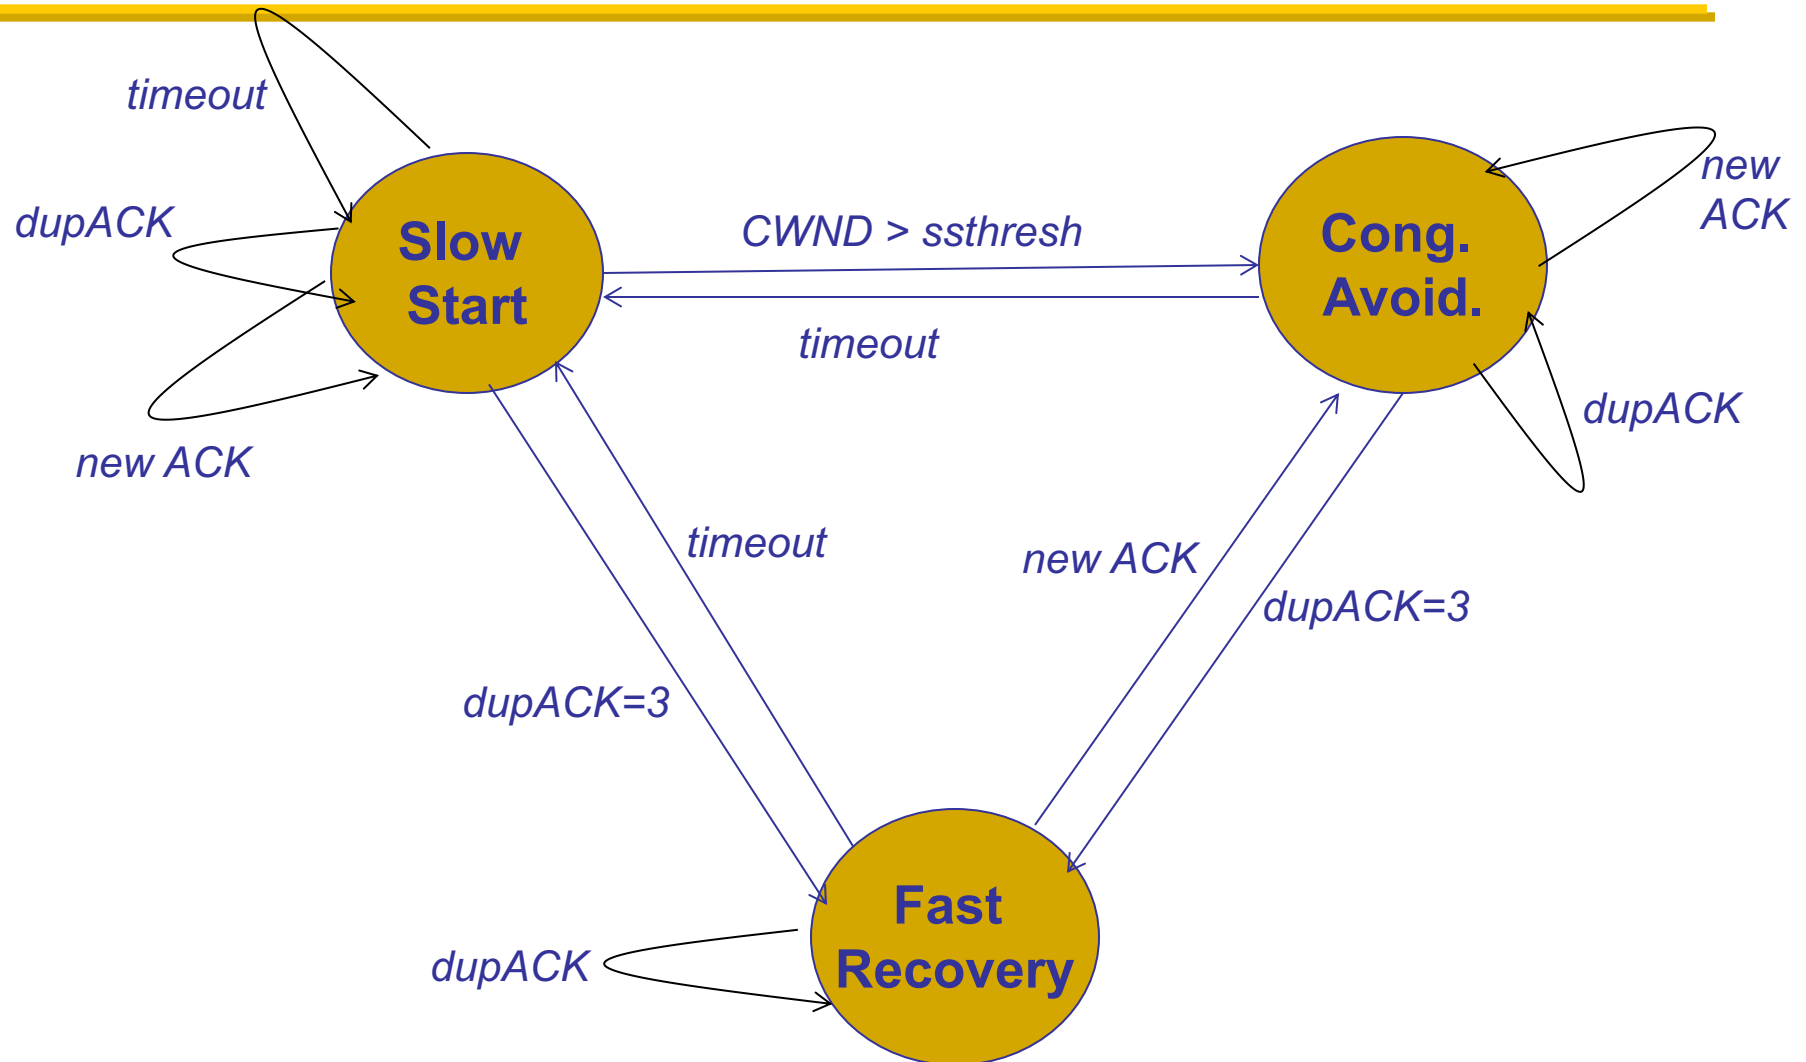 timeout
dupACK
Slow
Start
new ACK
CWND > ssthresh
timeout
Cong.
Avoid.
new
ACK
dupACK
timeout
new ACK
dupACK=3
dupACK=3
Fast
Recovery
dupACK